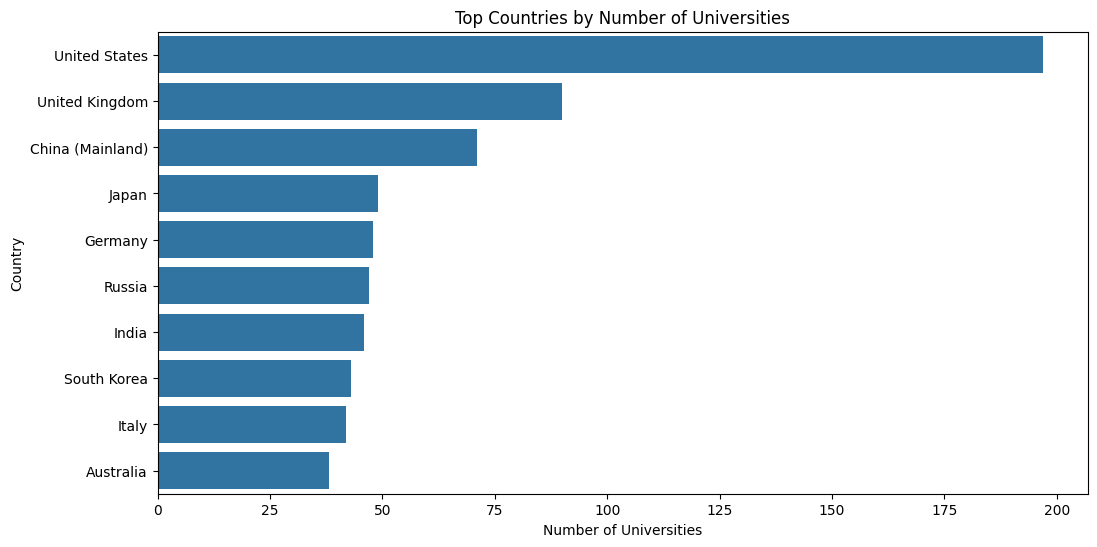 Top Countries by Number of Universities
United States
United Kingdom
China (Mainland)
Japan
Germany
Russia
India
South Korea
Italy
Australia
Country
0 25 50 75 100 125 150 175 200
Number of Universities